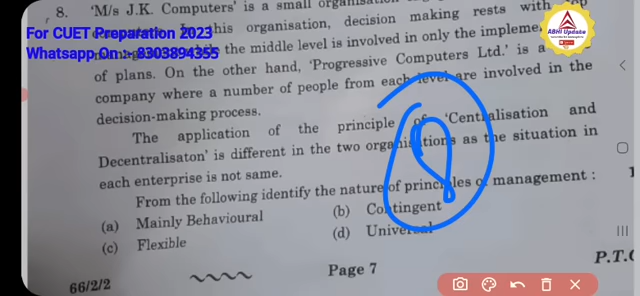 8. 'M/s J.K. Computers' is a small
For CUET Preparation 2023
this organisation, decision making rests with
ABHI Update
Whatsapp On :- 8303894355
the middle level is involved in only the
of plans. On the other hand, 'Progressive Computers Ltd.' is a
company where a number of people from each level are involved in the
decision-making process.
The application of the principle of 'Centralisation and
Decentralisaton' is different in the two organisations as the situation in
each enterprise is not same.
From the following identify the nature of principles of management :
(a) Mainly Behavioural (b) Contingent
(c) Flexible (d) Universal
66/2/2 Page 7 P.T.